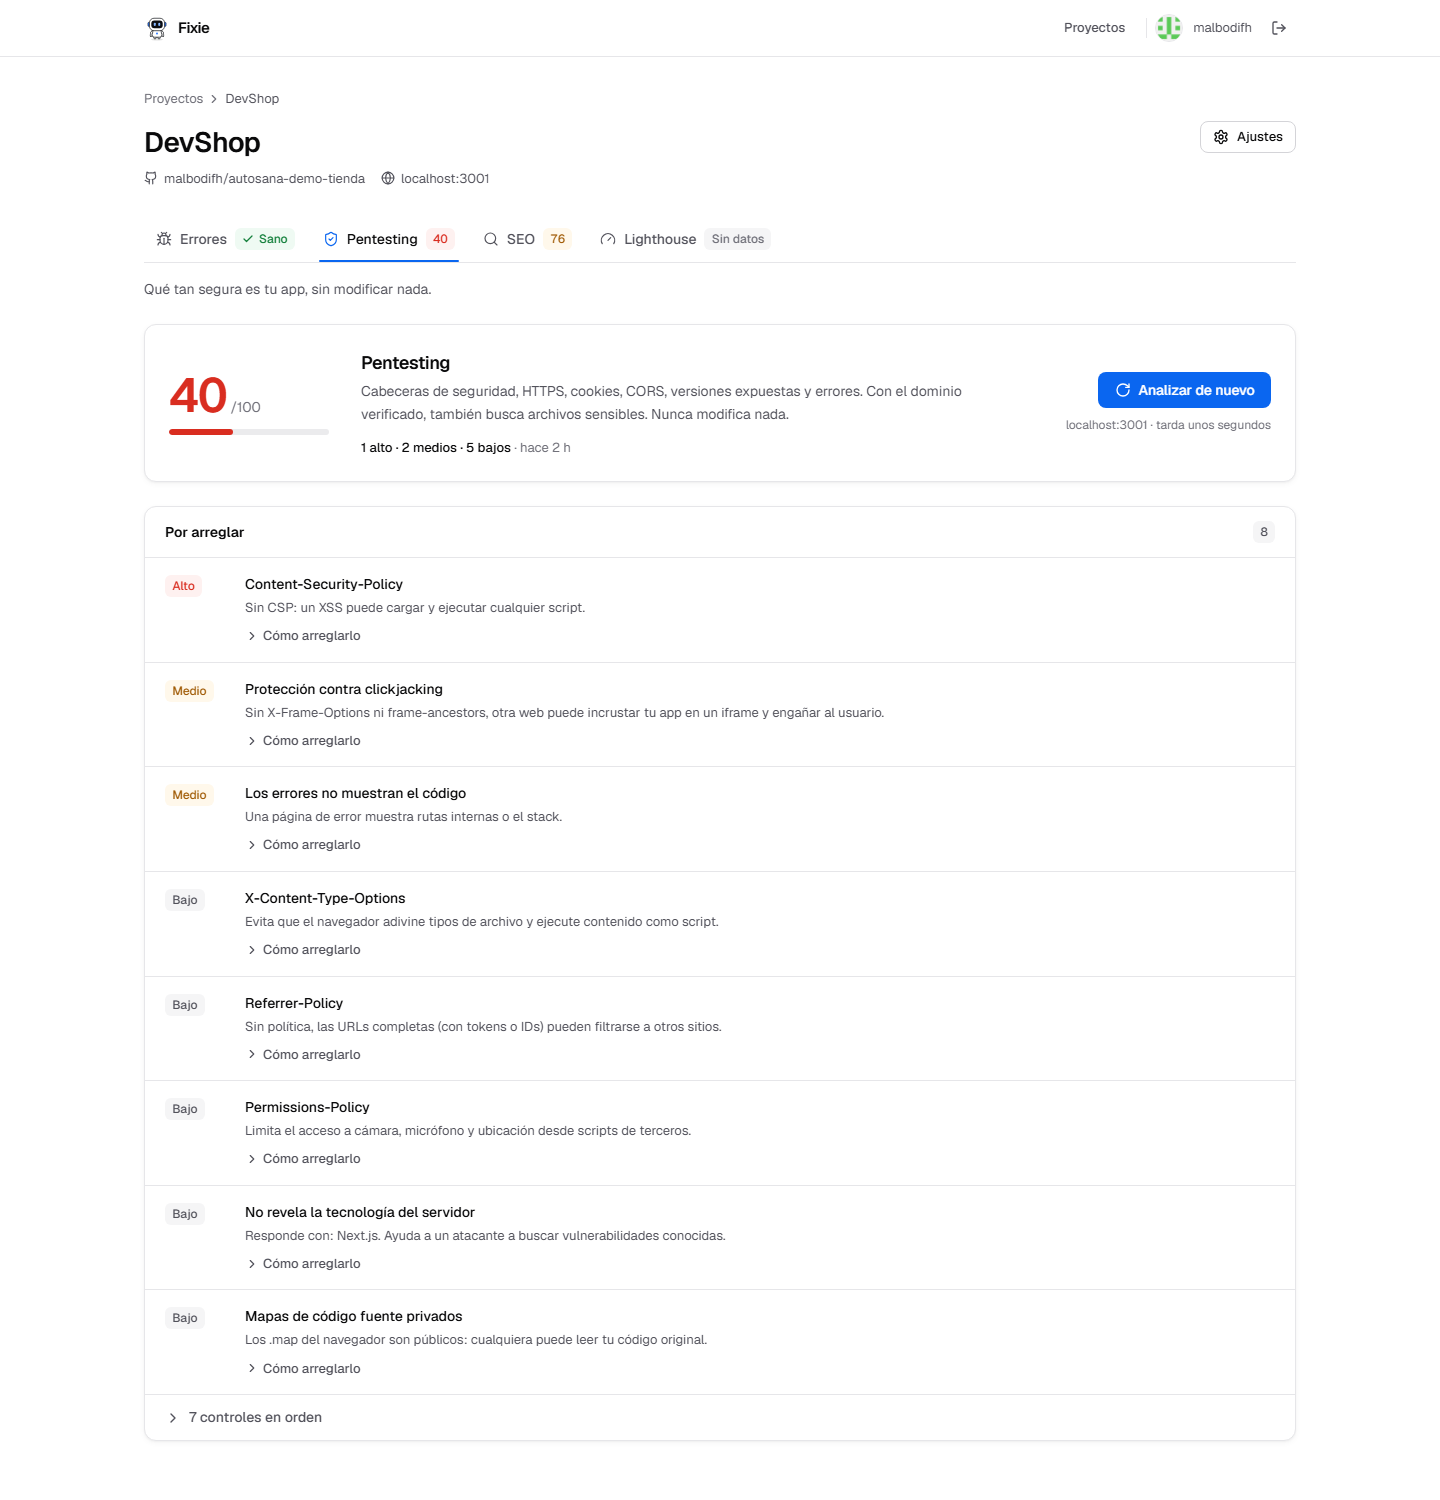 Fixie
Proyectos
malbodifh
Proyectos > DevShop
DevShop
Ajustes
malbodifh/autosana-demo-tienda
localhost:3001
Errores
Sano
Pentesting
40
SEO
76
Lighthouse
Sin datos
Qué tan segura es tu app, sin modificar nada.
40 /100
Pentesting
Cabeceras de seguridad, HTTPS, cookies, CORS, versiones expuestas y errores. Con el dominio
verificado, también busca archivos sensibles. Nunca modifica nada.
1 alto · 2 medios · 5 bajos · hace 2 h
Analizar de nuevo
localhost:3001 · tarda unos segundos
Por arreglar
8
Alto
Content-Security-Policy
Sin CSP: un XSS puede cargar y ejecutar cualquier script.
Cómo arreglarlo
Medio
Protección contra clickjacking
Sin X-Frame-Options ni frame-ancestors, otra web puede incrustar tu app en un iframe y engañar al usuario.
Cómo arreglarlo
Medio
Los errores no muestran el código
Una página de error muestra rutas internas o el stack.
Cómo arreglarlo
Bajo
X-Content-Type-Options
Evita que el navegador adivine tipos de archivo y ejecute contenido como script.
Cómo arreglarlo
Bajo
Referrer-Policy
Sin política, las URLs completas (con tokens o IDs) pueden filtrarse a otros sitios.
Cómo arreglarlo
Bajo
Permissions-Policy
Limita el acceso a cámara, micrófono y ubicación desde scripts de terceros.
Cómo arreglarlo
Bajo
No revela la tecnología del servidor
Responde con: Next.js. Ayuda a un atacante a buscar vulnerabilidades conocidas.
Cómo arreglarlo
Bajo
Mapas de código fuente privados
Los .map del navegador son públicos: cualquiera puede leer tu código original.
Cómo arreglarlo
7 controles en orden